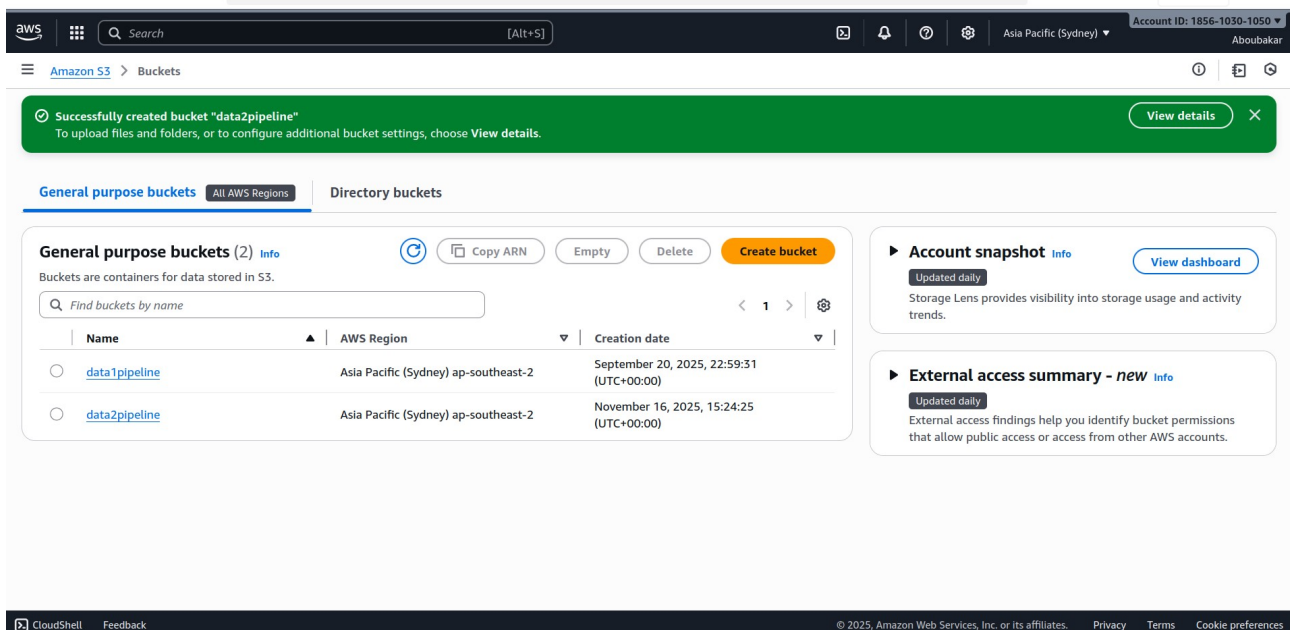 aws
Search [Alt+S]
Asia Pacific (Sydney) ▼
Account ID: 1856-1030-1050 ▼
Aboubakar
Amazon S3 > Buckets
Successfully created bucket "data2pipeline"
To upload files and folders, or to configure additional bucket settings, choose View details.
View details
General purpose buckets All AWS Regions
Directory buckets
General purpose buckets (2) Info
Copy ARN
Empty
Delete
Create bucket
Buckets are containers for data stored in S3.
Find buckets by name
1
Name AWS Region Creation date
data1pipeline Asia Pacific (Sydney) ap-southeast-2 September 20, 2025, 22:59:31
(UTC+00:00)
data2pipeline Asia Pacific (Sydney) ap-southeast-2 November 16, 2025, 15:24:25
(UTC+00:00)
Account snapshot Info
View dashboard
Updated daily
Storage Lens provides visibility into storage usage and activity
trends.
External access summary - new Info
Updated daily
External access findings help you identify bucket permissions
that allow public access or access from other AWS accounts.
CloudShell Feedback
© 2025, Amazon Web Services, Inc. or its affiliates. Privacy Terms Cookie preferences